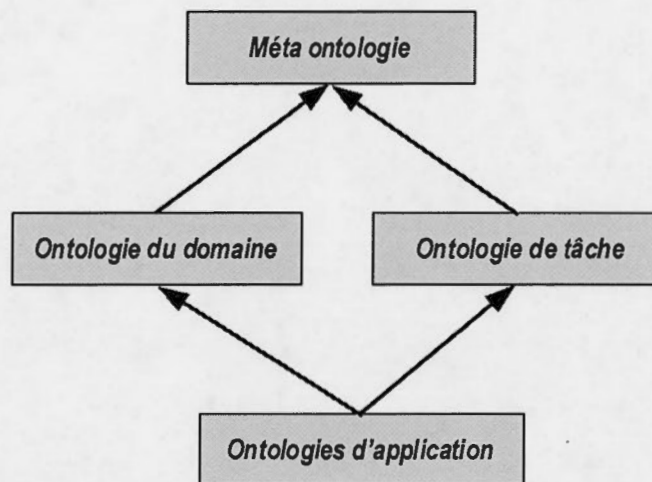 Méta ontologie
Ontologie du domaine
Ontologie de tâche
Ontologies d'application